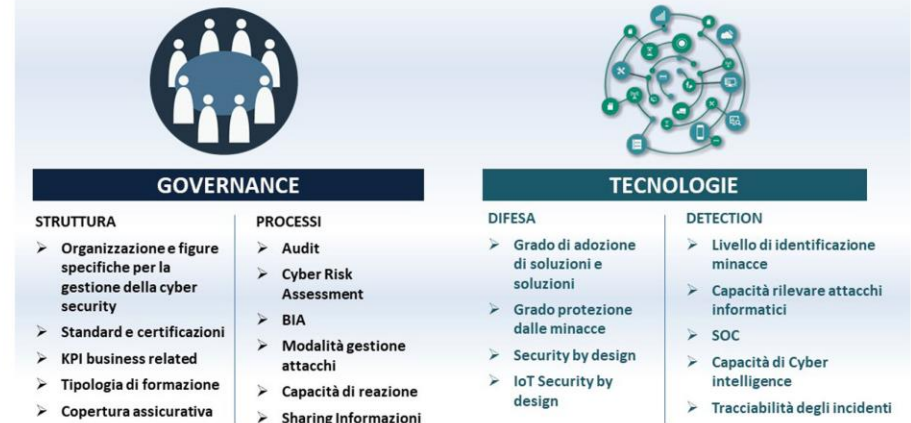 GOVERNANCE
STRUTTURA
➢ Organizzazione e figure
specifiche per la
gestione della cyber
security
➢ Standard e certificazioni
➢ KPI business related
➢ Tipologia di formazione
➢ Copertura assicurativa
PROCESSI
➢ Audit
➢ Cyber Risk
Assessment
➢ BIA
➢ Modalità gestione
attacchi
➢ Capacità di reazione
➢ Sharing Informazioni
TECNOLOGIE
DIFESA
➢ Grado di adozione
di soluzioni e
soluzioni
➢ Grado protezione
dalle minacce
➢ Security by design
➢ IoT Security by
design
DETECTION
➢ Livello di identificazione
minacce
➢ Capacità rilevare attacchi
informatici
➢ SOC
➢ Capacità di Cyber
intelligence
➢ Tracciabilità degli incidenti